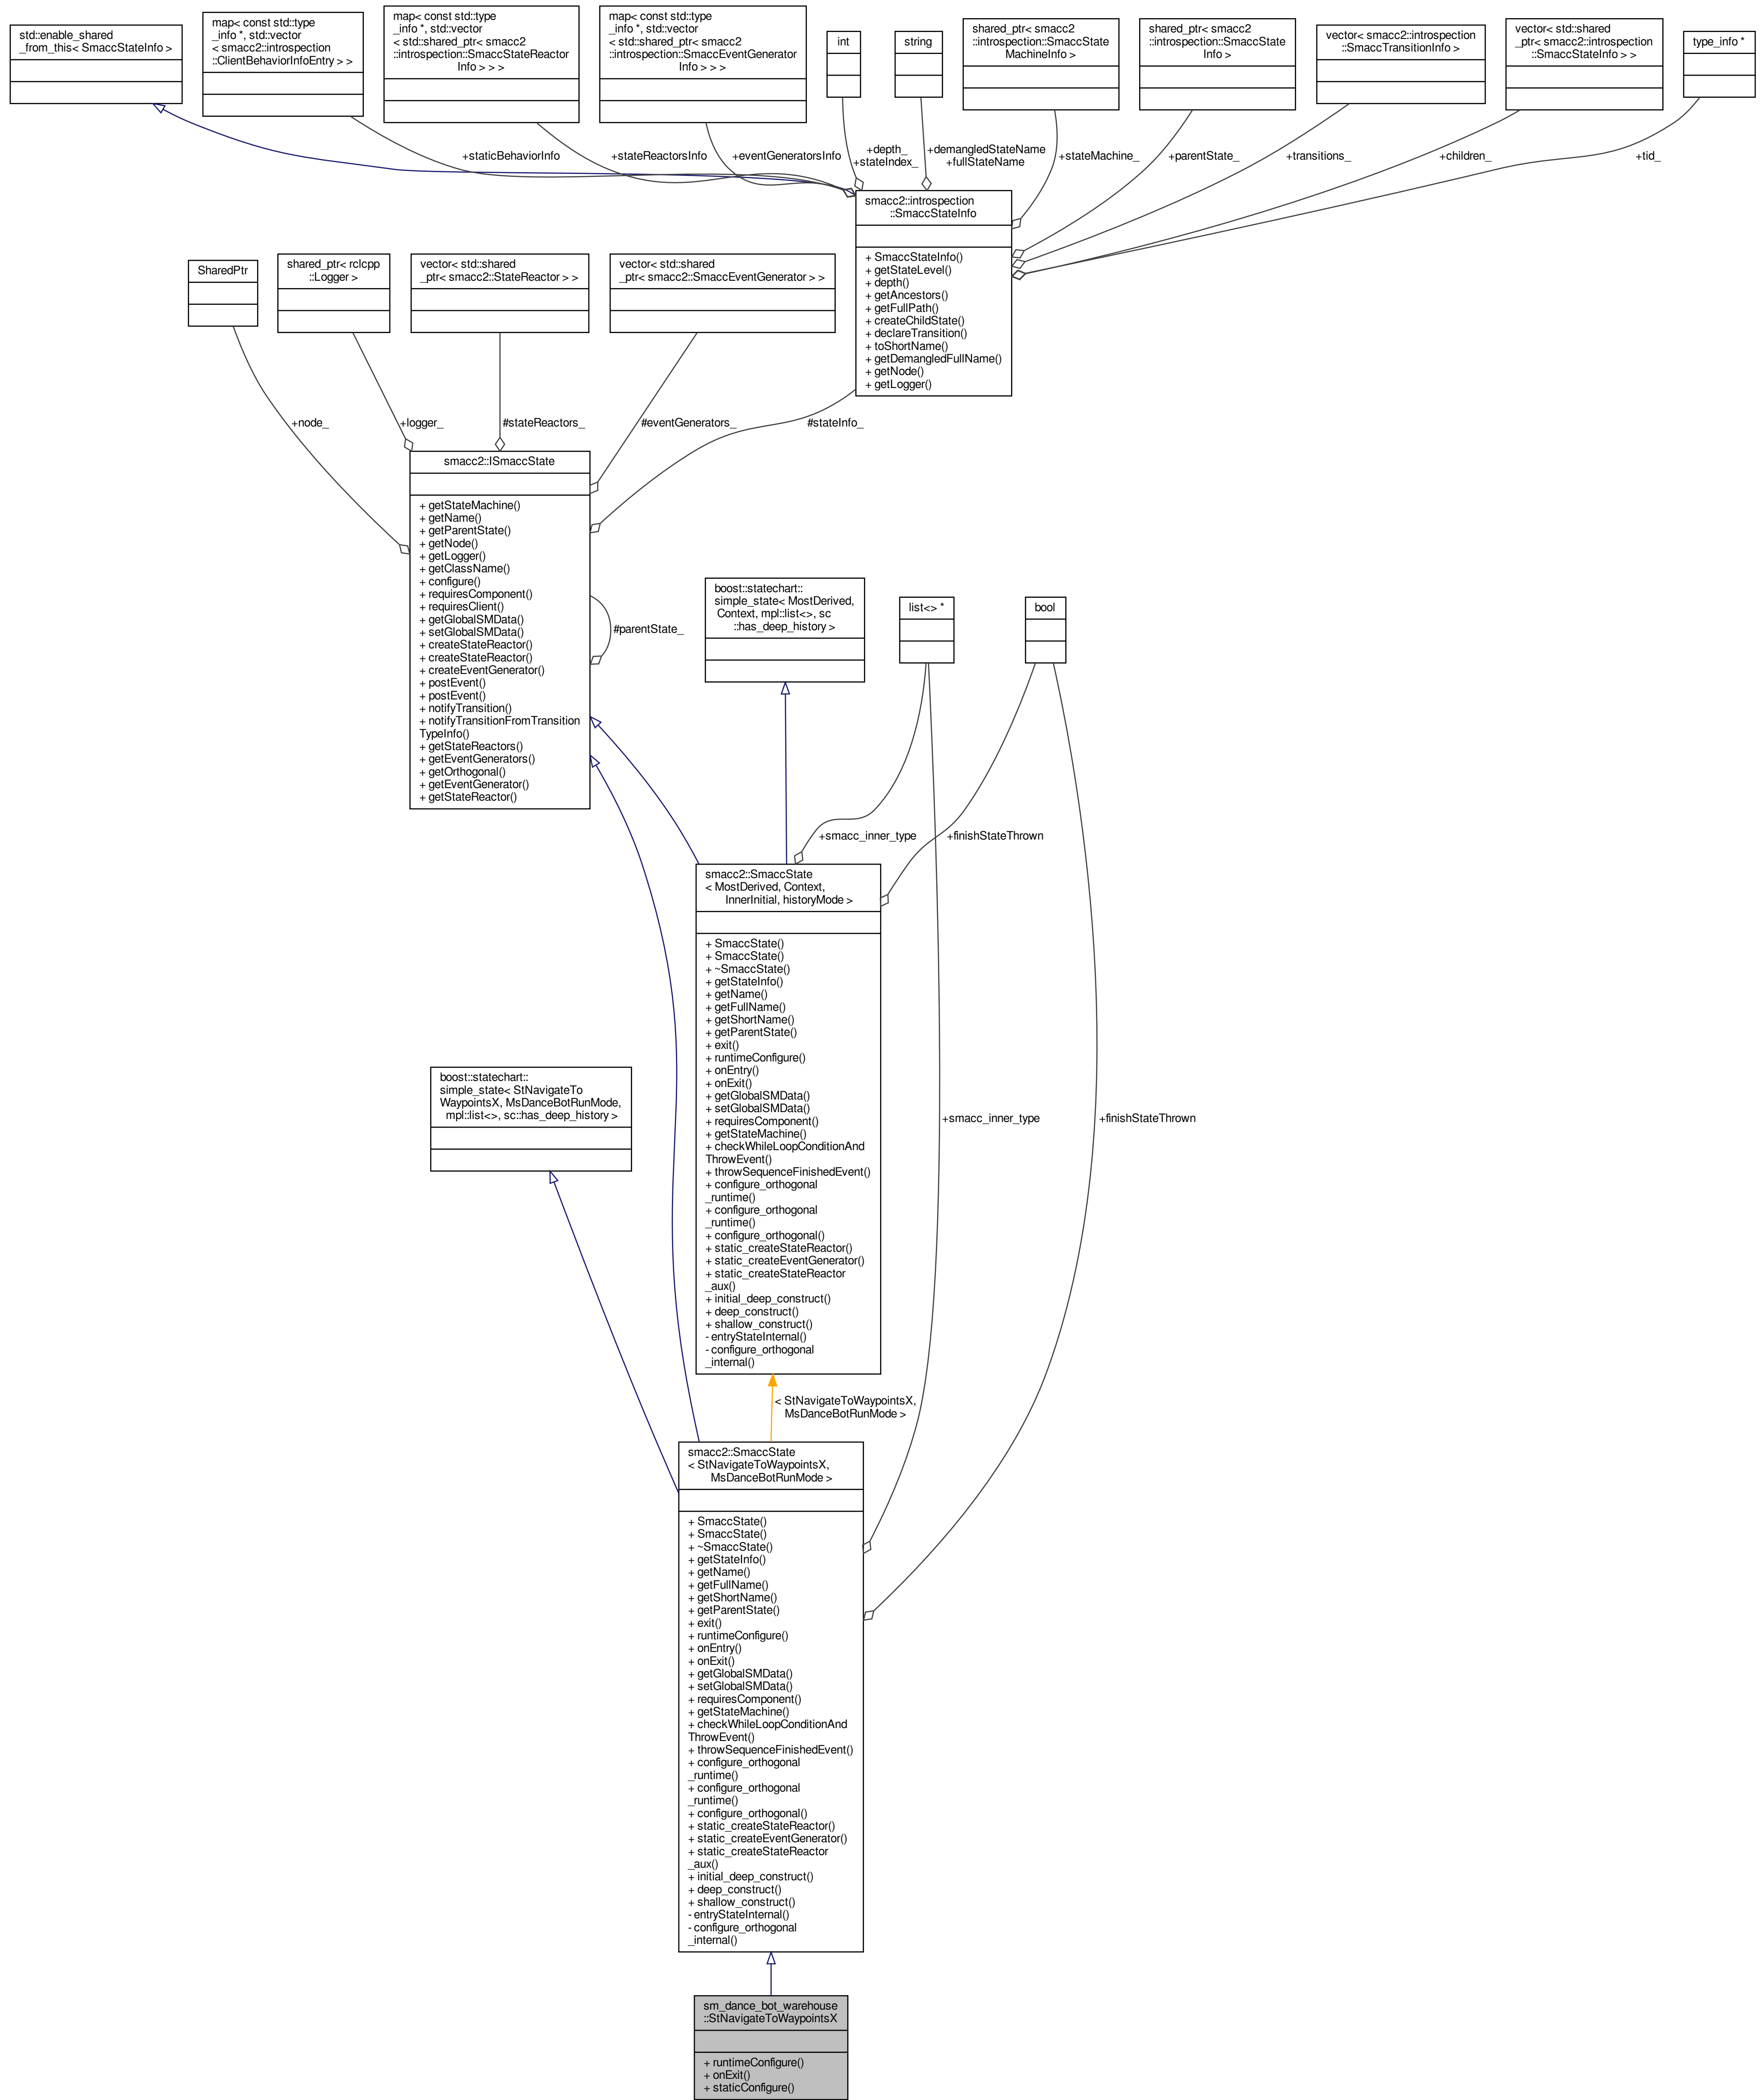 std::enable_shared
_from_this< SmaccStateInfo >
map< const std::type
_info *, std::vector
< smacc2::introspection
::ClientBehaviorInfoEntry > >
map< const std::type
_info *, std::vector
< std::shared_ptr< smacc2
::introspection::SmaccStateReactor
Info > > >
map< const std::type
_info *, std::vector
< std::shared_ptr< smacc2
::introspection::SmaccEventGenerator
Info > > >
int
string
shared_ptr< smacc2
::introspection::SmaccState
MachineInfo >
shared_ptr< smacc2
::introspection::SmaccState
Info >
vector< smacc2::introspection
::SmaccTransitionInfo >
vector< std::shared
_ptr< smacc2::introspection
::SmaccStateInfo > >
type_info *
+staticBehaviorInfo
+stateReactorsInfo
+eventGeneratorsInfo
+depth_
+stateIndex_
+demangledStateName
+fullStateName
+stateMachine_
+parentState_
+transitions_
+children_
+tid_
smacc2::introspection
::SmaccStateInfo
+ SmaccStateInfo()
+ getStateLevel()
+ depth()
+ getAncestors()
+ getFullPath()
+ createChildState()
+ declareTransition()
+ toShortName()
+ getDemangledFullName()
+ getNode()
+ getLogger()
SharedPtr
shared_ptr< rclcpp
::Logger >
vector< std::shared
_ptr< smacc2::StateReactor > >
vector< std::shared
_ptr< smacc2::SmaccEventGenerator > >
+node_
+logger_
#stateReactors_
#eventGenerators_
#stateInfo_
smacc2::ISmaccState
+ getStateMachine()
+ getName()
+ getParentState()
+ getNode()
+ getLogger()
+ getClassName()
+ configure()
+ requiresComponent()
+ requiresClient()
+ getGlobalSMData()
+ setGlobalSMData()
+ createStateReactor()
+ createStateReactor()
+ createEventGenerator()
+ postEvent()
+ postEvent()
+ notifyTransition()
+ notifyTransitionFromTransition
TypeInfo()
+ getStateReactors()
+ getEventGenerators()
+ getOrthogonal()
+ getEventGenerator()
+ getStateReactor()
#parentState_
boost::statechart::
simple_state< MostDerived,
Context, mpl::list<>, sc
::has_deep_history >
list<> *
bool
+smacc_inner_type
+finishStateThrown
smacc2::SmaccState
< MostDerived, Context,
InnerInitial, historyMode >
+ SmaccState()
+ SmaccState()
+ ~SmaccState()
+ getStateInfo()
+ getName()
+ getFullName()
+ getShortName()
+ getParentState()
+ exit()
+ runtimeConfigure()
+ onEntry()
+ onExit()
+ getGlobalSMData()
+ setGlobalSMData()
+ requiresComponent()
+ getStateMachine()
+ checkWhileLoopConditionAnd
ThrowEvent()
+ throwSequenceFinishedEvent()
+ configure_orthogonal
_runtime()
+ configure_orthogonal
_runtime()
+ configure_orthogonal()
+ static_createStateReactor()
+ static_createEventGenerator()
+ static_createStateReactor
_aux()
+ initial_deep_construct()
+ deep_construct()
+ shallow_construct()
- entryStateInternal()
- configure_orthogonal
_internal()
boost::statechart::
simple_state< StNavigateTo
WaypointsX, MsDanceBotRunMode,
mpl::list<>, sc::has_deep_history >
+smacc_inner_type
+finishStateThrown
< StNavigateToWaypointsX,
MsDanceBotRunMode >
smacc2::SmaccState
< StNavigateToWaypointsX,
MsDanceBotRunMode >
+ SmaccState()
+ SmaccState()
+ ~SmaccState()
+ getStateInfo()
+ getName()
+ getFullName()
+ getShortName()
+ getParentState()
+ exit()
+ runtimeConfigure()
+ onEntry()
+ onExit()
+ getGlobalSMData()
+ setGlobalSMData()
+ requiresComponent()
+ getStateMachine()
+ checkWhileLoopConditionAnd
ThrowEvent()
+ throwSequenceFinishedEvent()
+ configure_orthogonal
_runtime()
+ configure_orthogonal
_runtime()
+ configure_orthogonal()
+ static_createStateReactor()
+ static_createEventGenerator()
+ static_createStateReactor
_aux()
+ initial_deep_construct()
+ deep_construct()
+ shallow_construct()
- entryStateInternal()
- configure_orthogonal
_internal()
sm_dance_bot_warehouse
::StNavigateToWaypointsX
+ runtimeConfigure()
+ onExit()
+ staticConfigure()